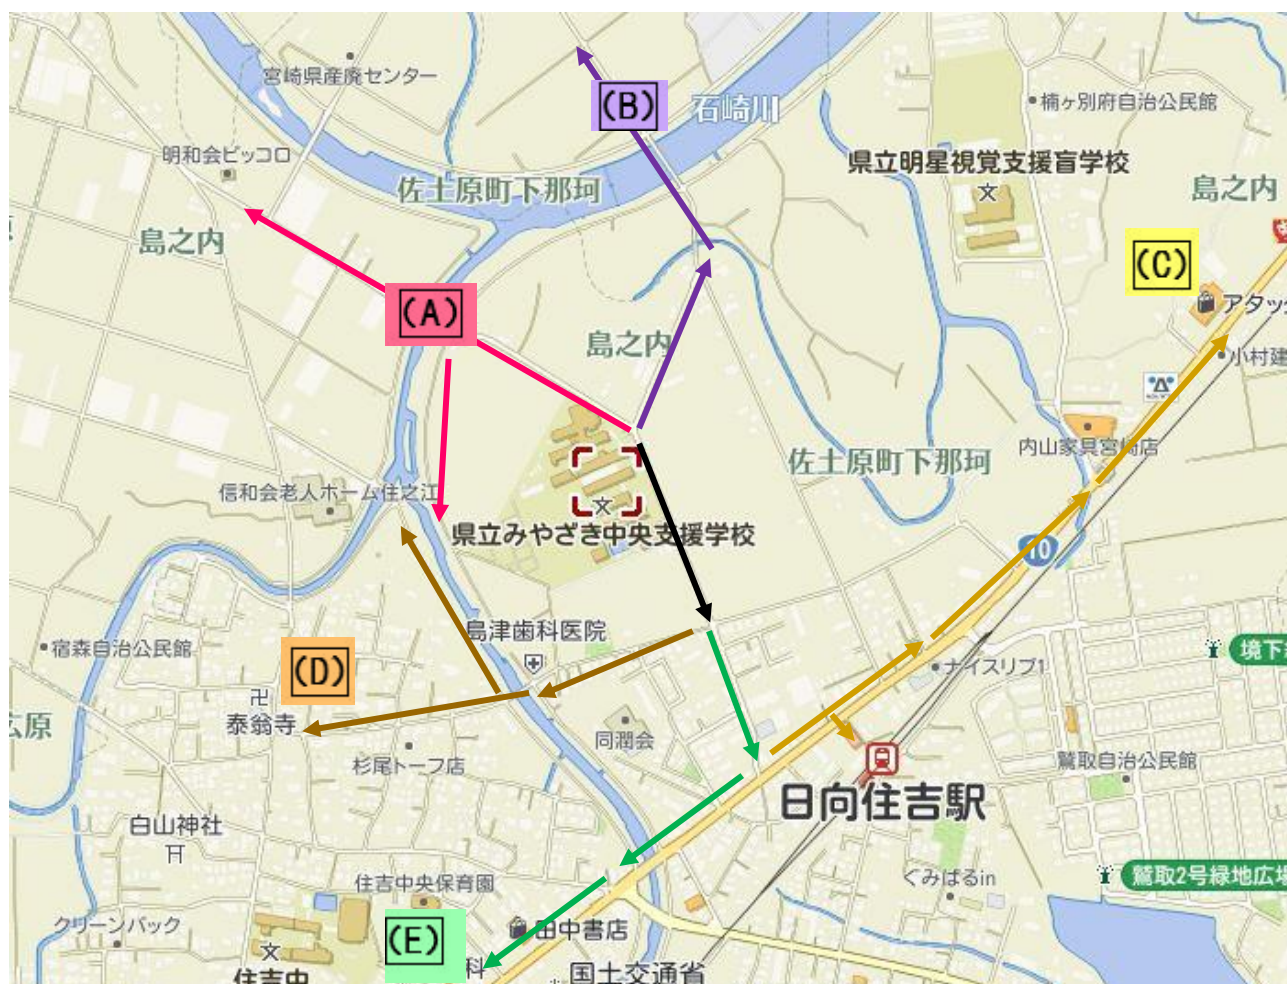 宮崎県産廃センター
(B)
石崎川
楠ヶ別府自治公民館
明和会ピッコロ
県立明星視覚支援盲学校
佐土原町下那珂
島之内
島之内
(C)
(A)
アタック
島之内
小村建
内山家具宮崎店
佐土原町下那珂
信和会老人ホーム住之江
県立みやざき中央支援学校
10
島津歯科医院
宿森自治公民館
(D)
境下
ナイスリブ1
泰翁寺
広原
同潤会
杉尾トーフ店
鷲取自治公民館
日向住吉駅
白山神社
住吉中央保育園
ぐみばるin
鷲取2号緑地広場
クリーンバック
(E)
田中書店
科
住吉中
国土交通省